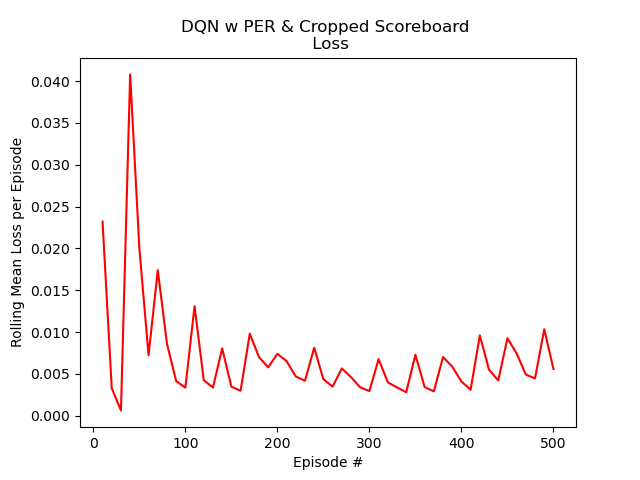 DQN w PER & Cropped Scoreboard
Loss
Rolling Mean Loss per Episode
0.040
0.035
0.030
0.025
0.020
0.015
0.010
0.005
0.000
0 100 200 300 400 500
Episode #